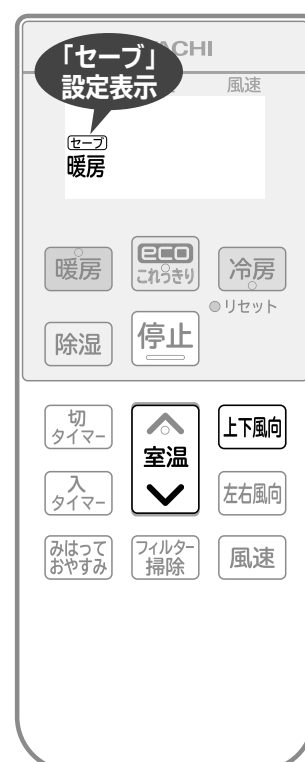 「セーブ」
設定表示
ACHI
風速
セーブ
暖房
暖房
eco
これっきり
冷房
リセット
除湿
停止
切
タイマー
室温
上下風向
入
タイマー
左右風向
みはって
おやすみ
フィルター
掃除
風速